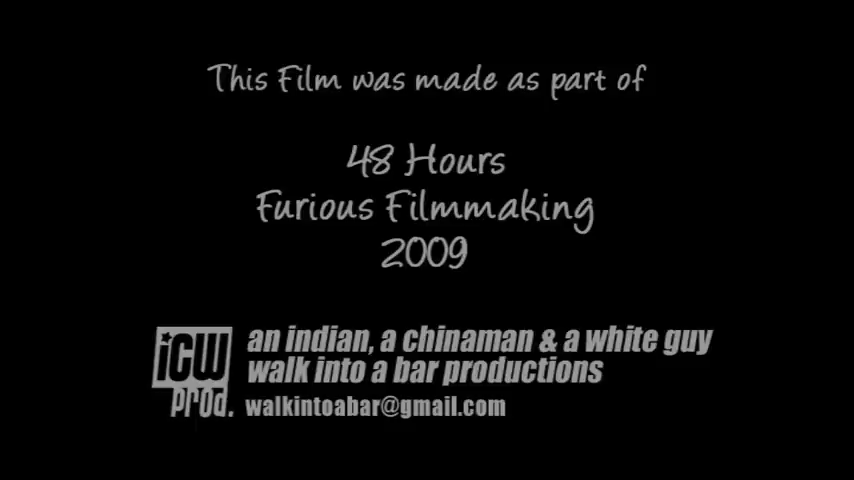 This Film was made as part of
48 Hours
Furious Filmmaking
2009
icw prod.
an indian, a chinaman & a white guy
walk into a bar productions
walkintoabar@gmail.com